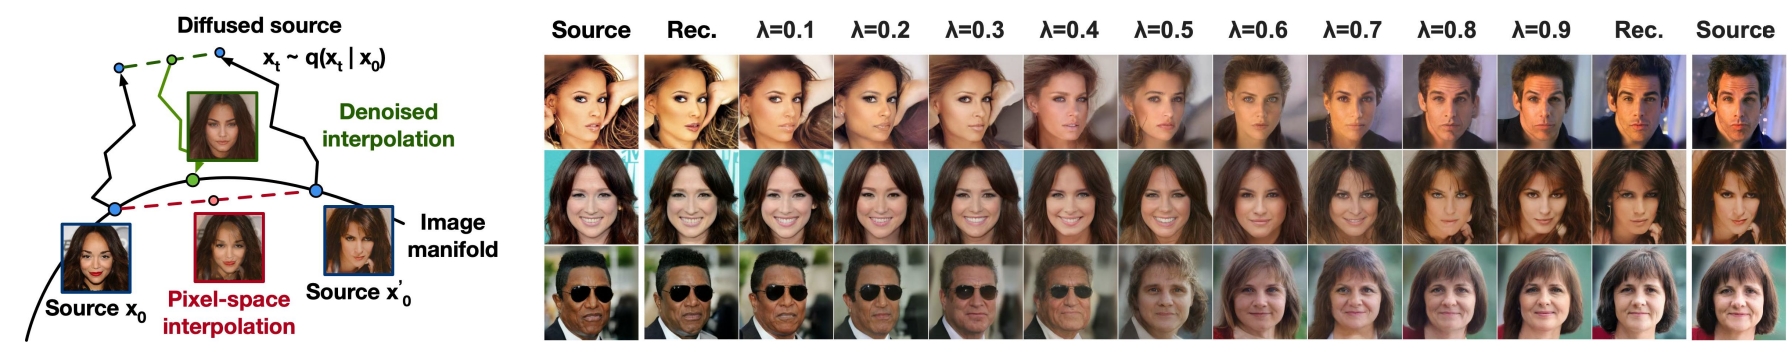 Diffused source
xₜ ~ q(xₜ | x₀)
Denoised
interpolation
Image
manifold
Source x₀
Pixel-space
interpolation
Source x'₀
Source Rec. λ=0.1 λ=0.2 λ=0.3 λ=0.4 λ=0.5 λ=0.6 λ=0.7 λ=0.8 λ=0.9 Rec. Source